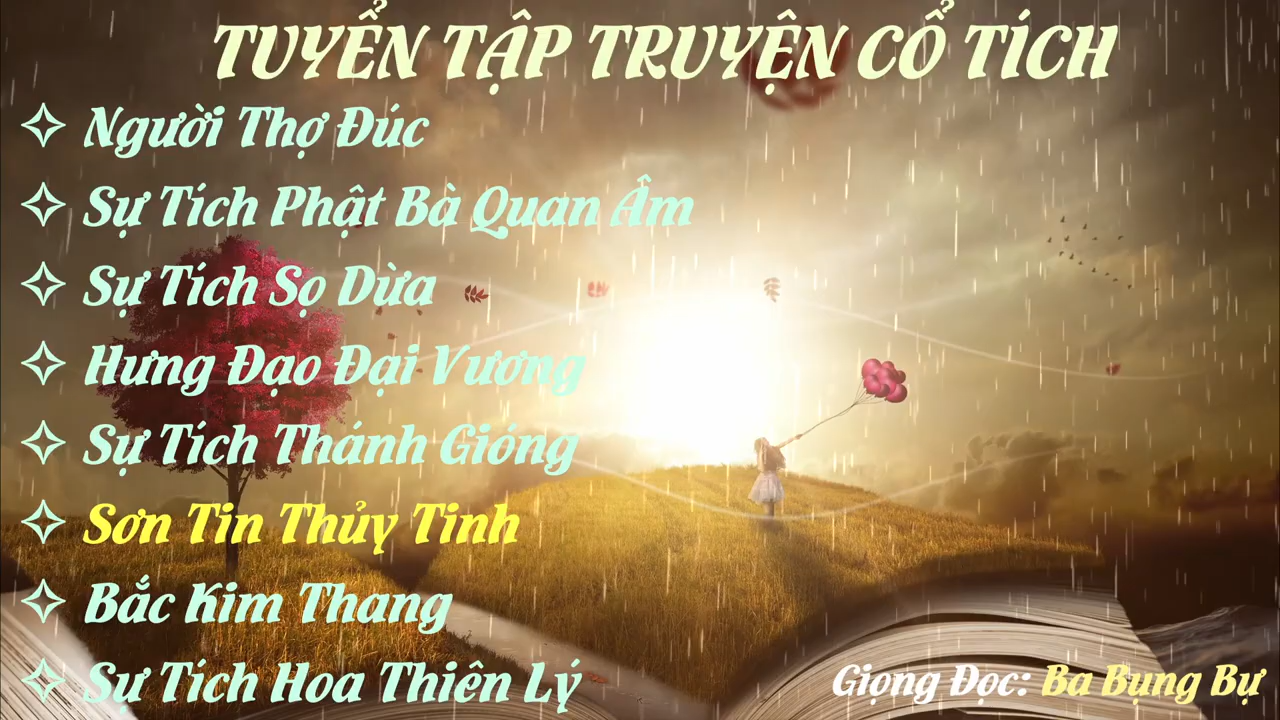 TUYỂN TẬP TRUYỆN CỔ TÍCH
Người Thợ Đúc
Sự Tích Phật Bà Quan Âm
Sự Tích Sọ Dừa
Hưng Đạo Đại Vương
Sự Tích Thánh Gióng
Sơn Tin Thủy Tinh
Bắc Kim Thang
Sự Tích Hoa Thiên Lý
Giọng Đọc: Ba Bụng Bự